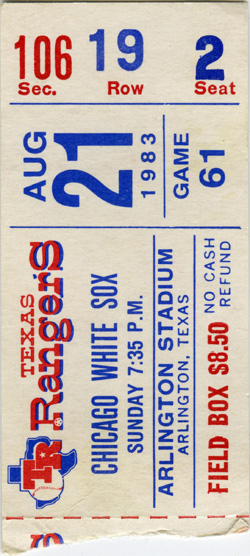 106 19 2
Sec. Row Seat
AUG
21
1983
GAME
61
TEXAS
Rangers
TR
CHICAGO WHITE SOX
SUNDAY 7:35 P.M.
ARLINGTON STADIUM
ARLINGTON, TEXAS
FIELD BOX $8.50
NO CASH
REFUND